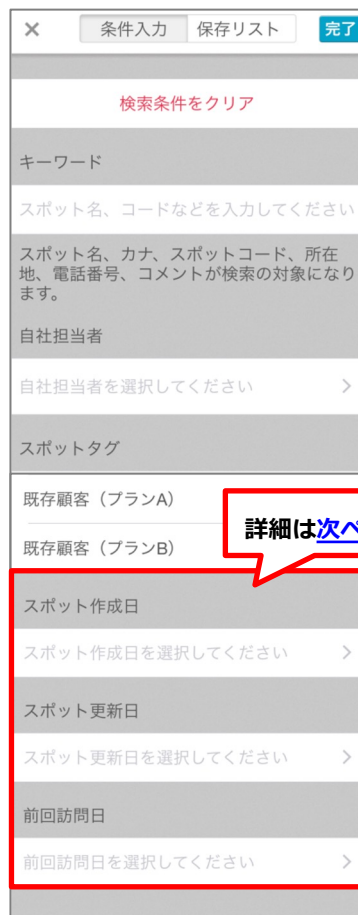 × 条件入力 保存リスト 完了
検索条件をクリア
キーワード
スポット名、コードなどを入力してください
スポット名、カナ、スポットコード、所在
地、電話番号、コメントが検索の対象になり
ます。
自社担当者
自社担当者を選択してください
スポットタグ
既存顧客（プランA）
詳細は次ペ
既存顧客（プランB）
スポット作成日
スポット作成日を選択してください
スポット更新日
スポット更新日を選択してください
前回訪問日
前回訪問日を選択してください